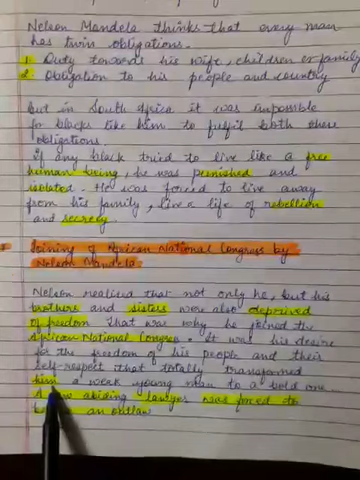 Nelson Mandela thinks that every man
has twin obligations.
1. Duty towards his wife, children or family
2. Obligation to his people and country
But in South Africa it was impossible
for blacks like him to fulfil both these
obligations.
if any black tried to live like a free
human being, he was punished and
isolated. He was forced to live away
from his family, live a life of rebellion
and secrecy
Joining of African National Congress by
Nelson Mandela
Nelson realised that not only he, but his
brothers and sisters were also deprived
of freedom that was why he joined the
African National Congress. It was his desire
for the freedom of his people and their
self-respect that totally transformed
him a weak young man to a bold one
abiding lawyer was forced to
an outlaw